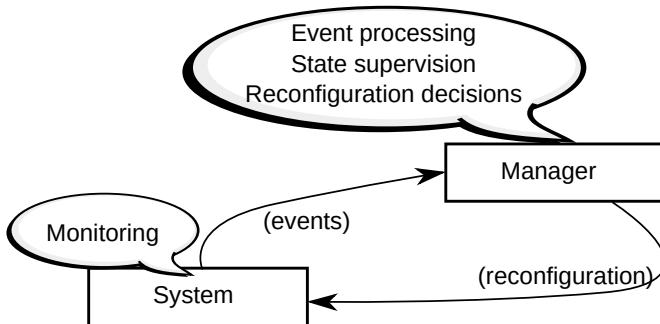 Event processing
State supervision
Reconfiguration decisions
Manager
(events)
Monitoring
(reconfiguration)
System